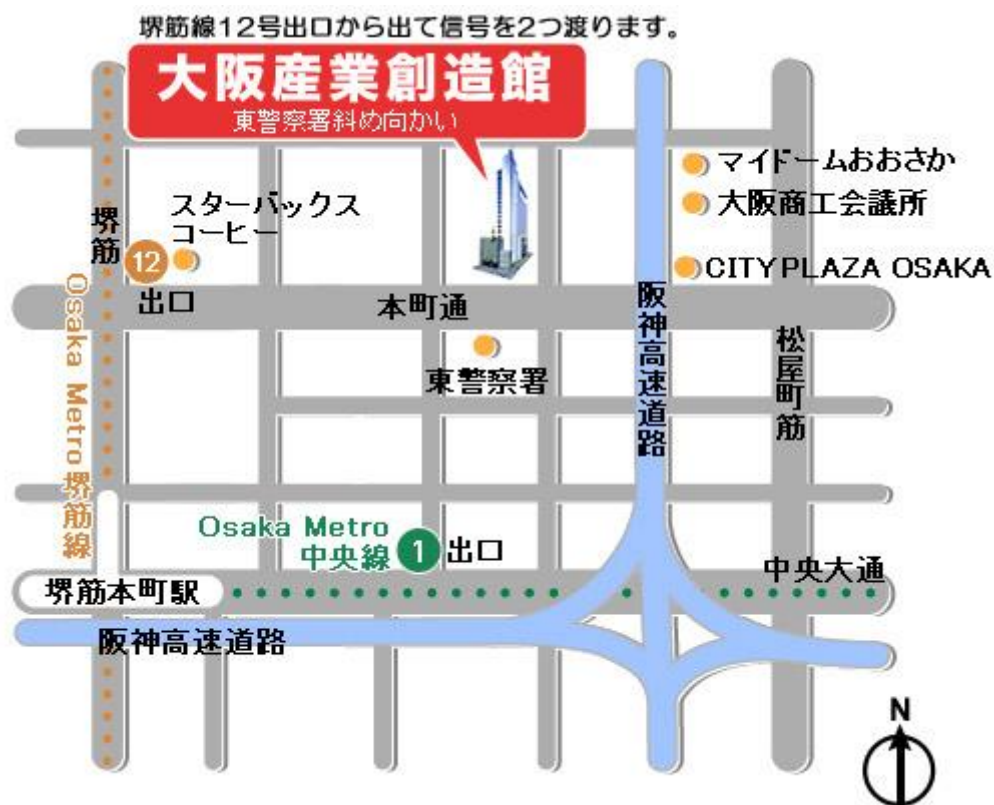 堺筋線12号出口から出て信号を2つ渡ります。
大阪産業創造館
東警察署斜め向かい
マイドームおおさか
大阪商工会議所
スターバックス
コーヒー
堺筋
12
出口
CITY PLAZA OSAKA
本町通
阪神高速道路
松屋町筋
東警察署
Osaka Metro堺筋線
Osaka Metro
中央線
1
出口
中央大通
堺筋本町駅
阪神高速道路
N